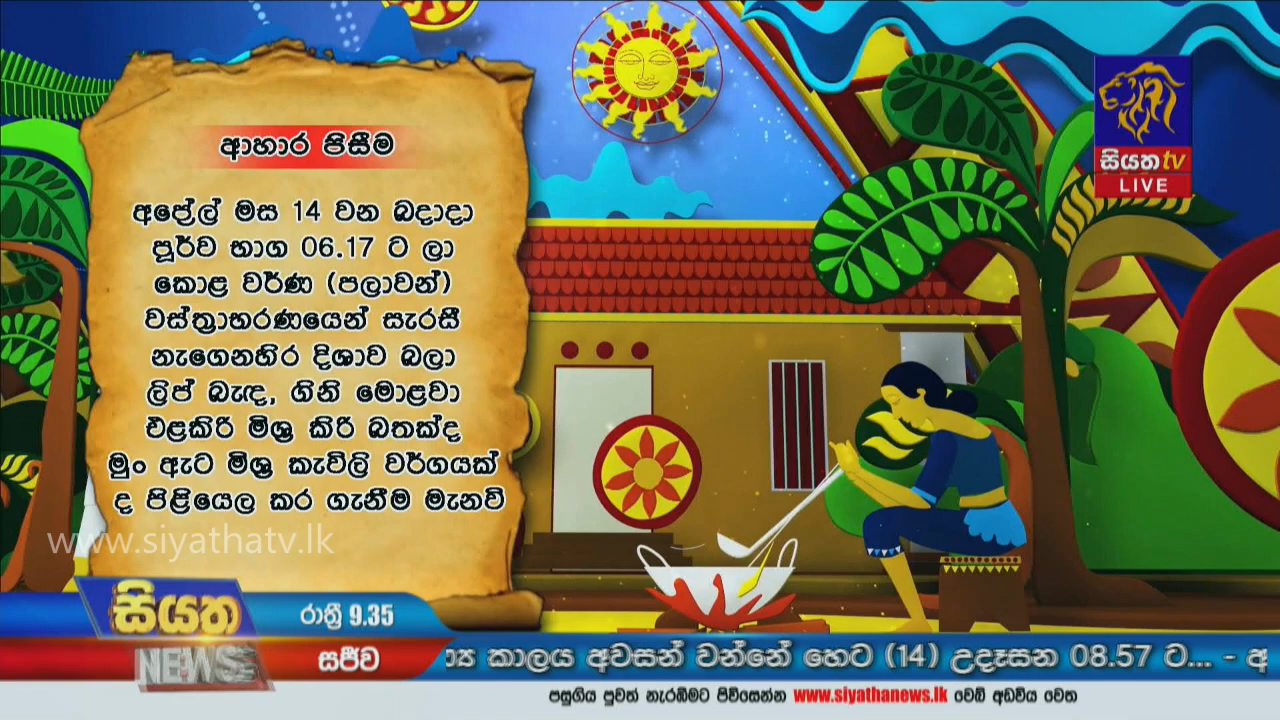 ආහාර පිසීම
අප්‍රේල් මස 14 වන බදාදා
පූර්ව භාග 06.17 ට ලා
කොළ වර්ණ (පලාවන්)
වස්ත්‍රාභරණයෙන් සැරසී
නැගෙනහිර දිශාව බලා
ලිප් බැඳ, ගිනි මොළවා
එළකිරි මිශ්‍ර කිරි බතක්ද
මුං ඇට මිශ්‍ර කැවිලි වර්ගයක්
ද පිළියෙල කර ගැනීම මැනවි
www.siyathatv.lk
සියත tv
LIVE
සියත
NEWS
රාත්‍රී 9.35
සජීව
කාලය අවසන් වන්නේ හෙට (14) උදෑසන 08.57 ට... - අ
පසුගිය පුවත් නැරඹීමට පිවිසෙන්න www.siyathanews.lk වෙබ් අඩවිය වෙත